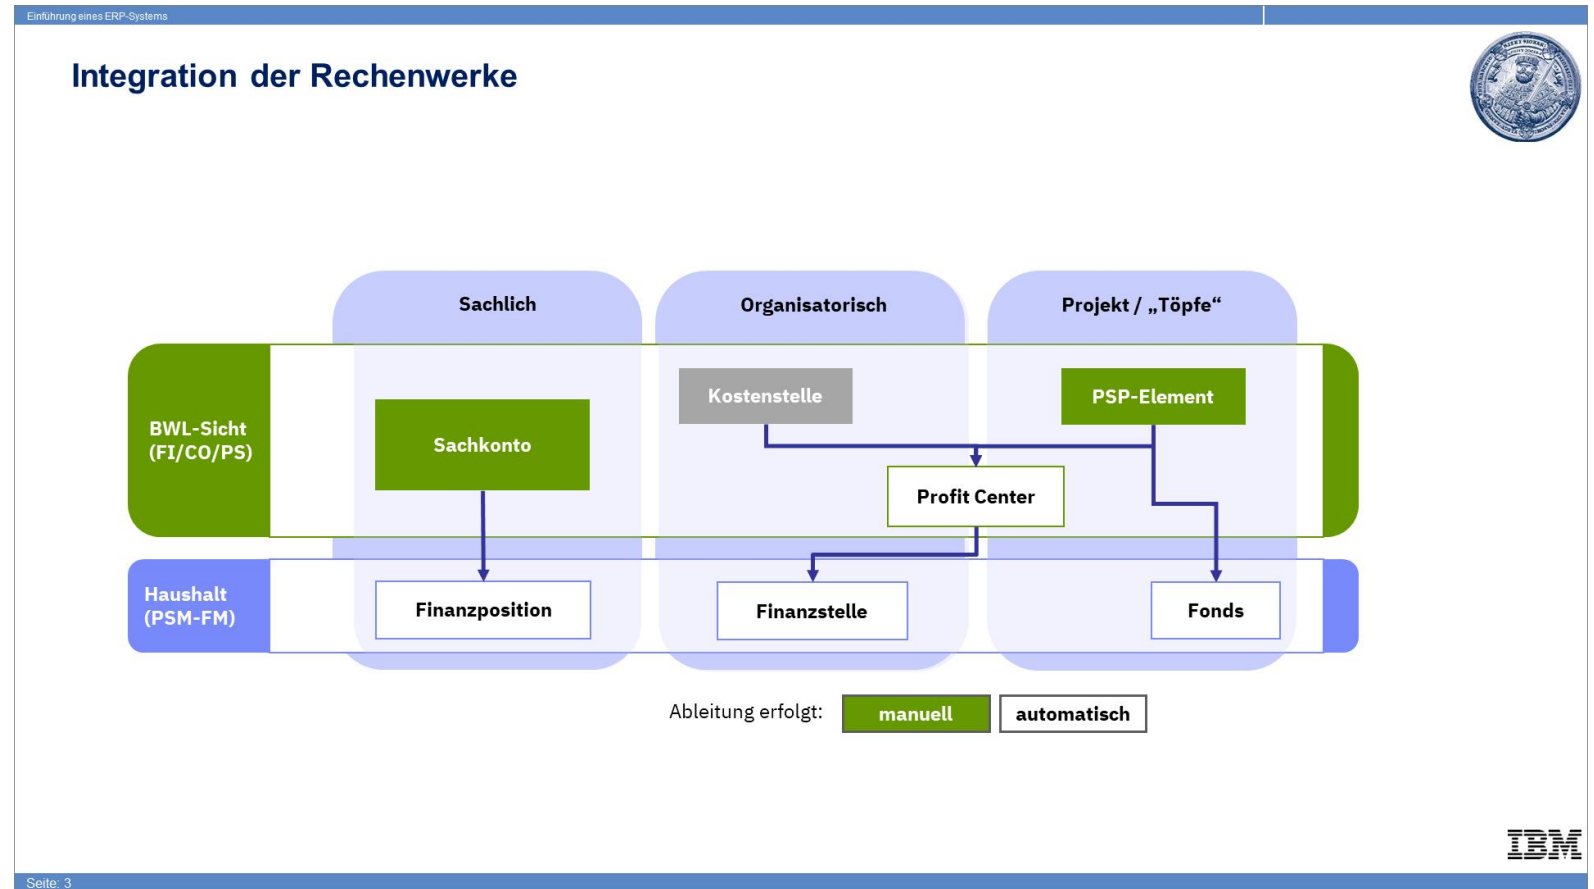 Einführung eines ERP-Systems
Integration der Rechenwerke
Sachlich
Organisatorisch
Projekt / „Töpfe“
BWL-Sicht
(FI/CO/PS)
Kostenstelle
PSP-Element
Sachkonto
Profit Center
Haushalt
(PSM-FM)
Finanzposition
Finanzstelle
Fonds
Ableitung erfolgt:
manuell
automatisch
IBM
Seite: 3